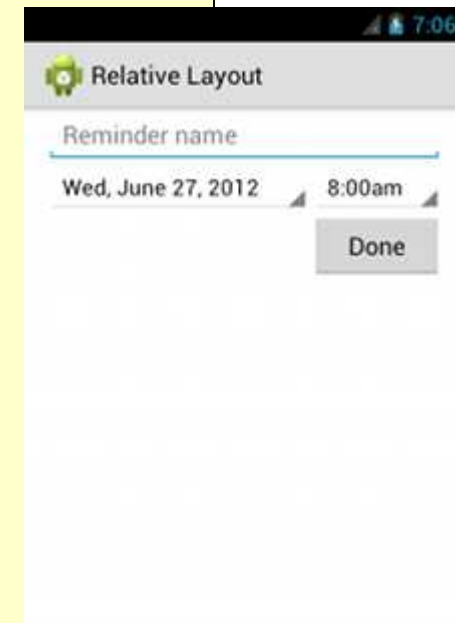 7:06
Relative Layout
Reminder name
Wed, June 27, 2012 8:00am
Done